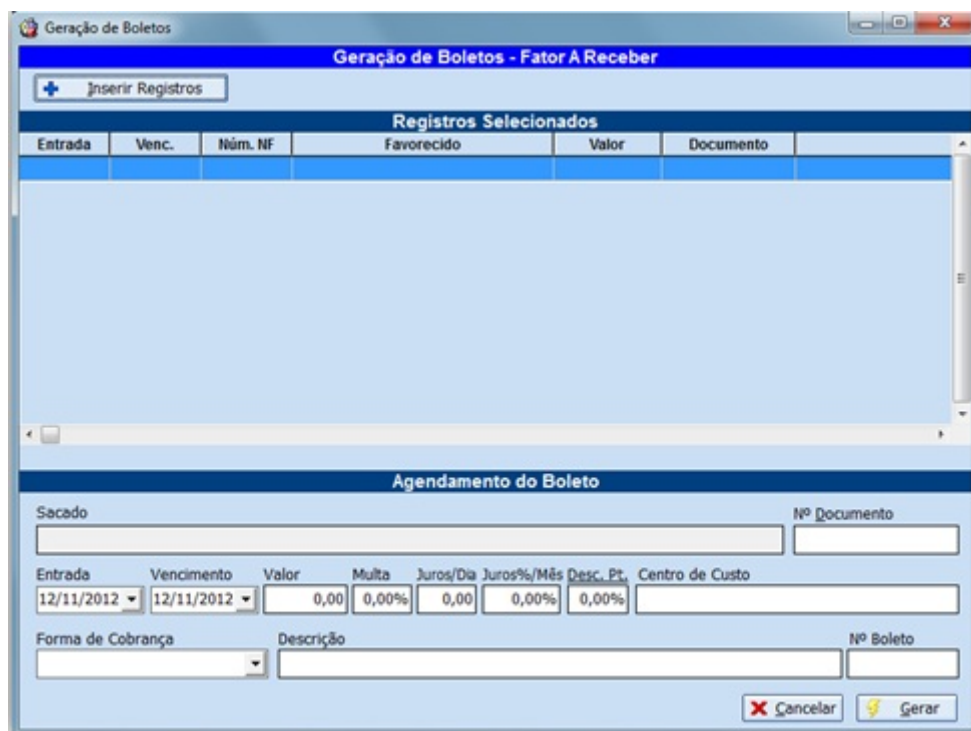 Geração de Boletos
Geração de Boletos - Fator A Receber
Inserir Registros
Registros Selecionados
Entrada Venc. Núm. NF Favorecido Valor Documento
Agendamento do Boleto
Sacado Nº Documento
Entrada Vencimento Valor Multa Juros/Dia Juros%/Mês Desc. Pt. Centro de Custo
12/11/2012 12/11/2012 0,00 0,00% 0,00 0,00% 0,00%
Forma de Cobrança Descrição Nº Boleto
Cancelar Gerar